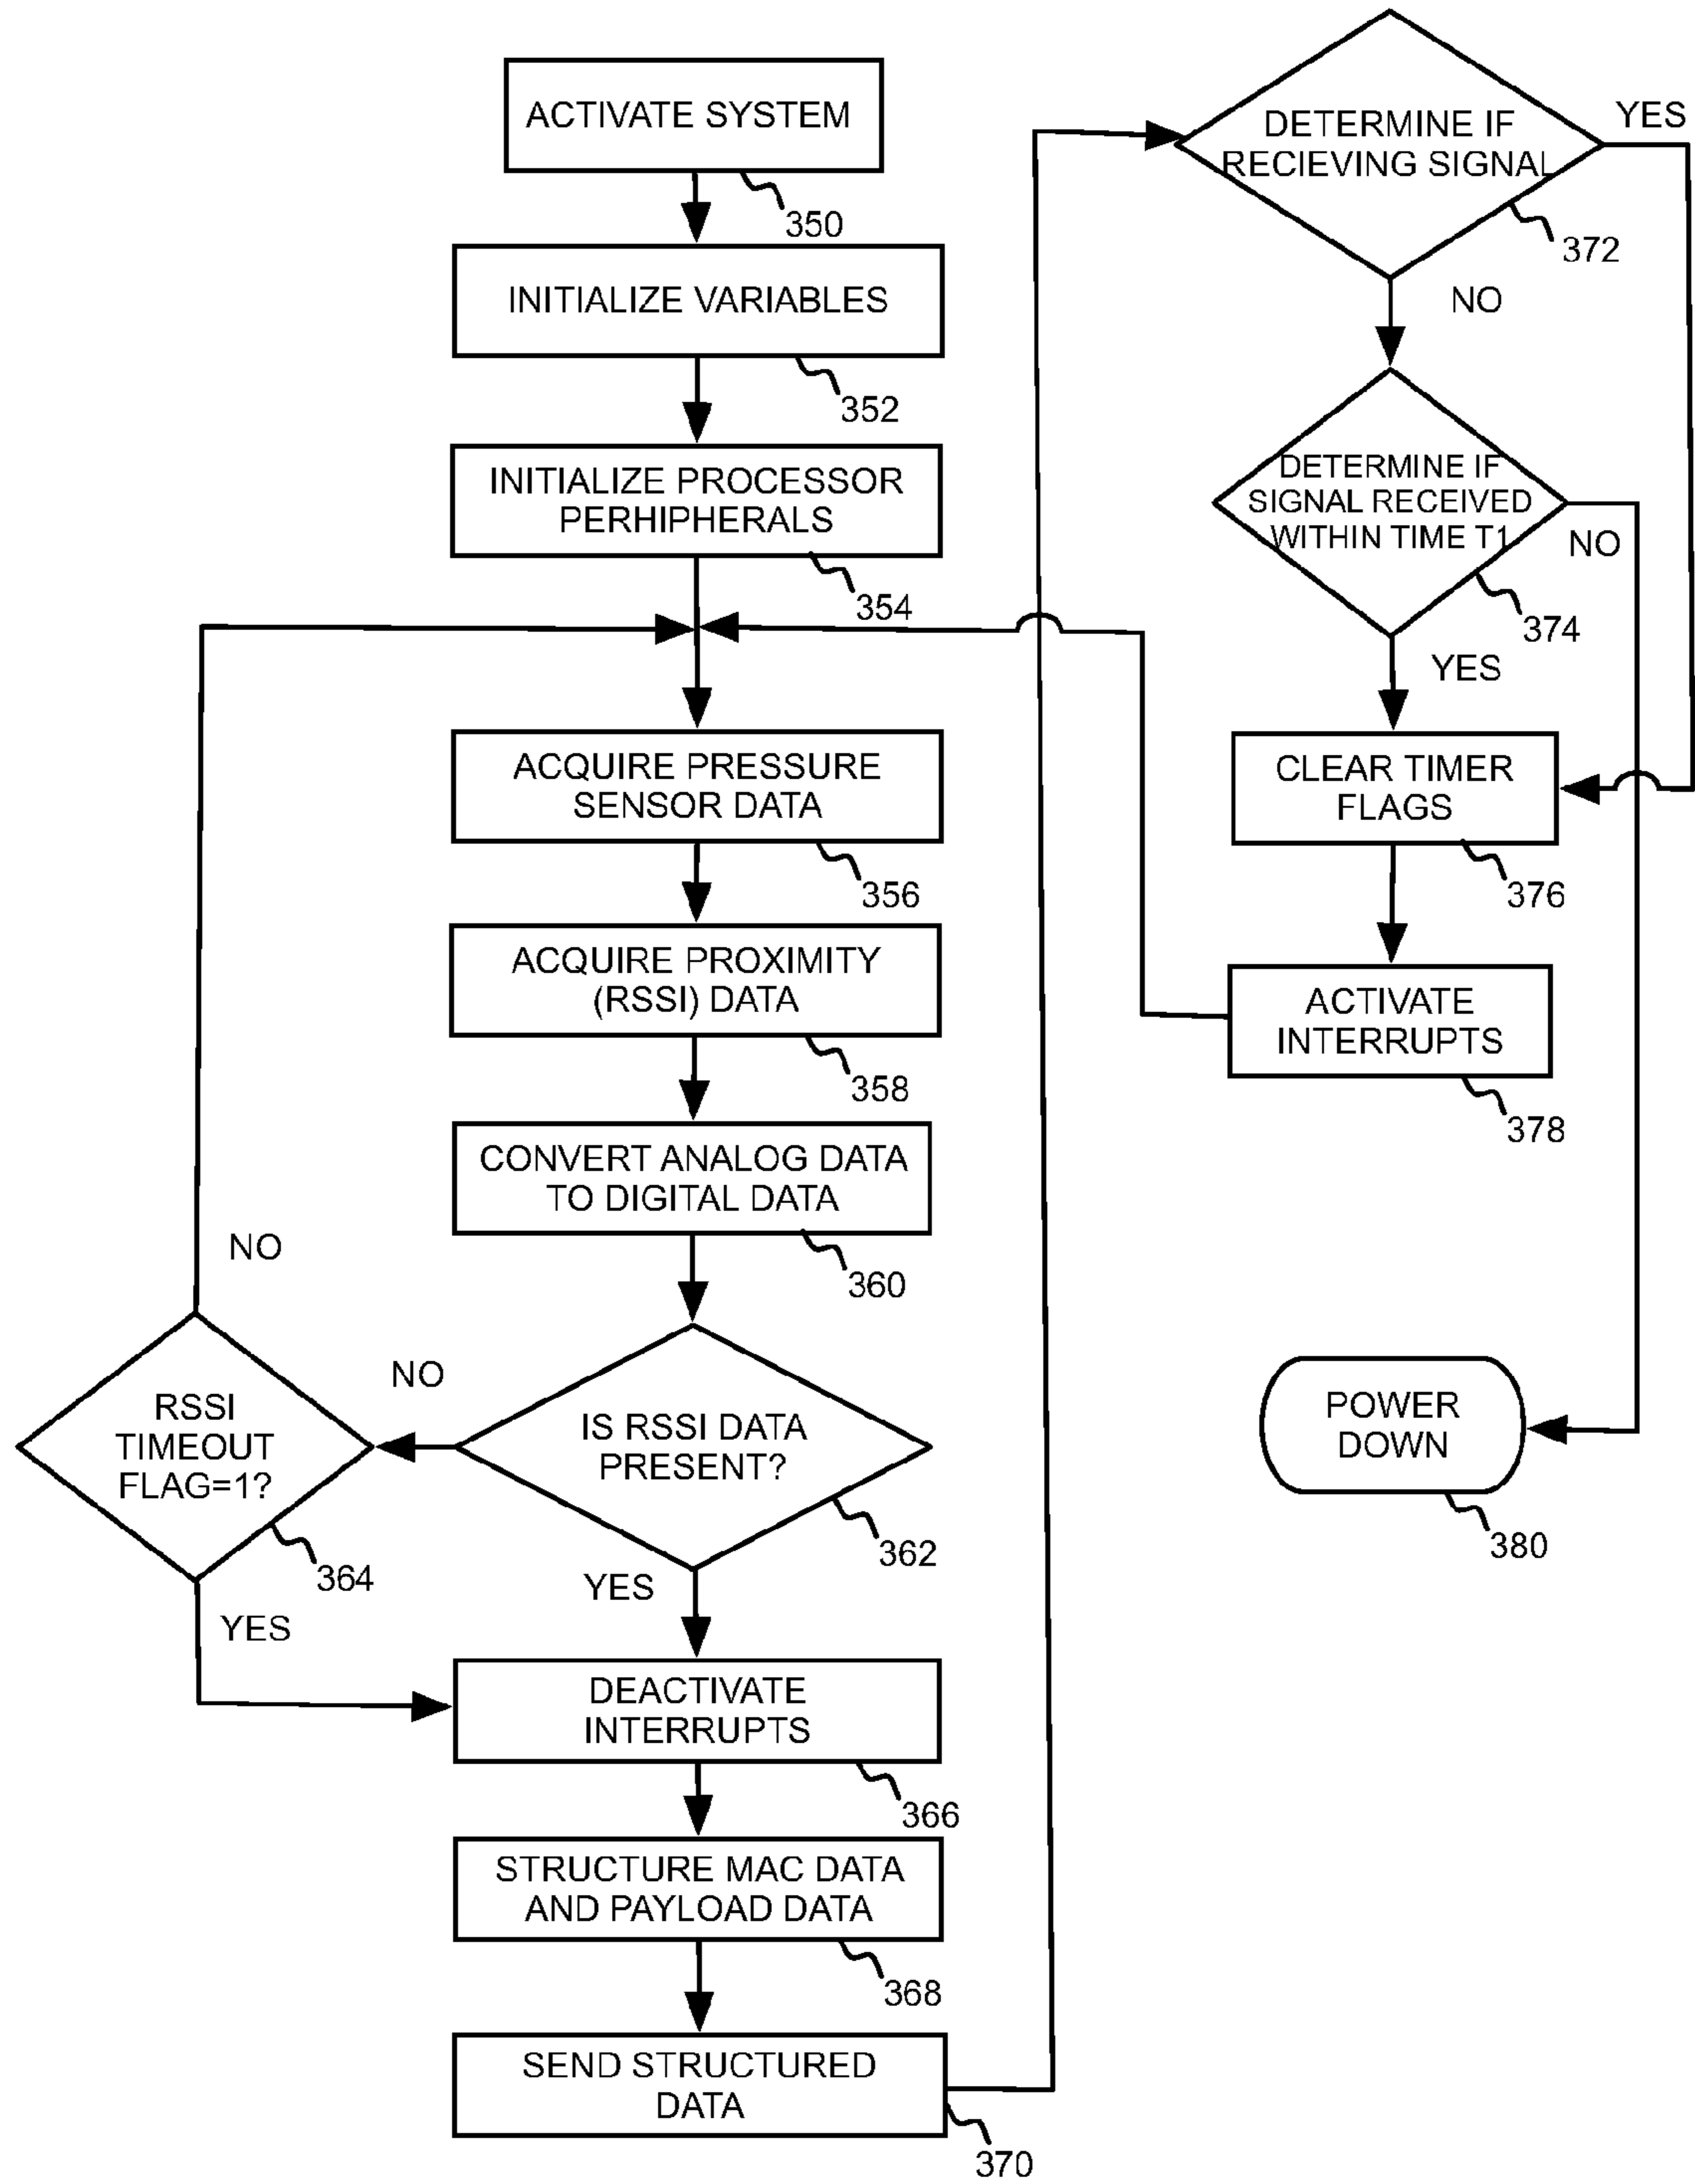 ACTIVATE SYSTEM
350
INITIALIZE VARIABLES
352
INITIALIZE PROCESSOR
PERHIPHERALS
354
ACQUIRE PRESSURE
SENSOR DATA
356
ACQUIRE PROXIMITY
(RSSI) DATA
358
CONVERT ANALOG DATA
TO DIGITAL DATA
360
IS RSSI DATA
PRESENT?
362
NO
YES
RSSI
TIMEOUT
FLAG=1?
364
NO
YES
DEACTIVATE
INTERRUPTS
366
STRUCTURE MAC DATA
AND PAYLOAD DATA
368
SEND STRUCTURED
DATA
370
DETERMINE IF
RECIEVING SIGNAL
372
YES
NO
DETERMINE IF
SIGNAL RECEIVED
WITHIN TIME T1
374
NO
YES
CLEAR TIMER
FLAGS
376
ACTIVATE
INTERRUPTS
378
POWER
DOWN
380